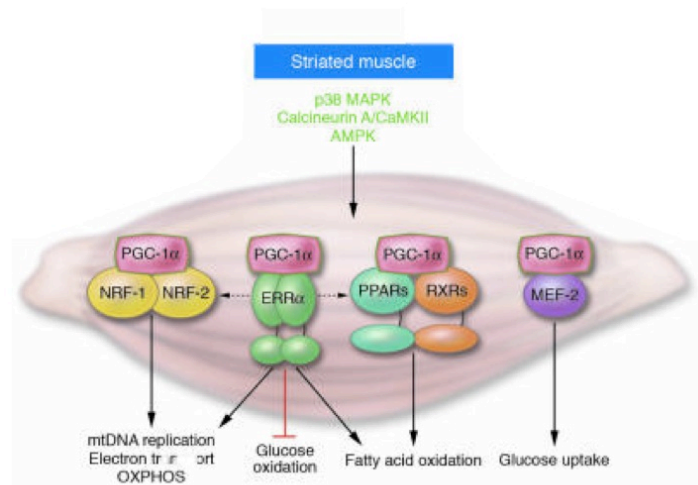 Striated muscle
p38 MAPK
Calcineurin A/CaMKII
AMPK
PGC-1α PGC-1α PGC-1α PGC-1α
NRF-1 NRF-2 ERRα PPARs RXRs MEF-2
mtDNA replication
Electron
OXPHOS
Glucose
oxidation
Fatty acid oxidation
Glucose uptake